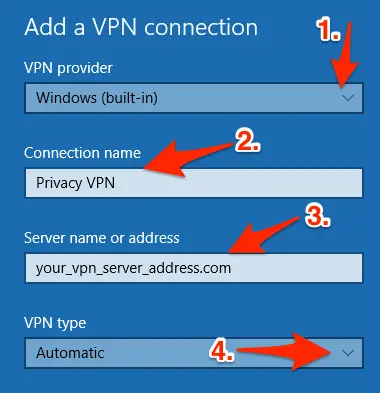 Add a VPN connection
1.
VPN provider
Windows (built-in)
2.
Connection name
Privacy VPN
3.
Server name or address
your_vpn_server_address.com
VPN type
Automatic
4.